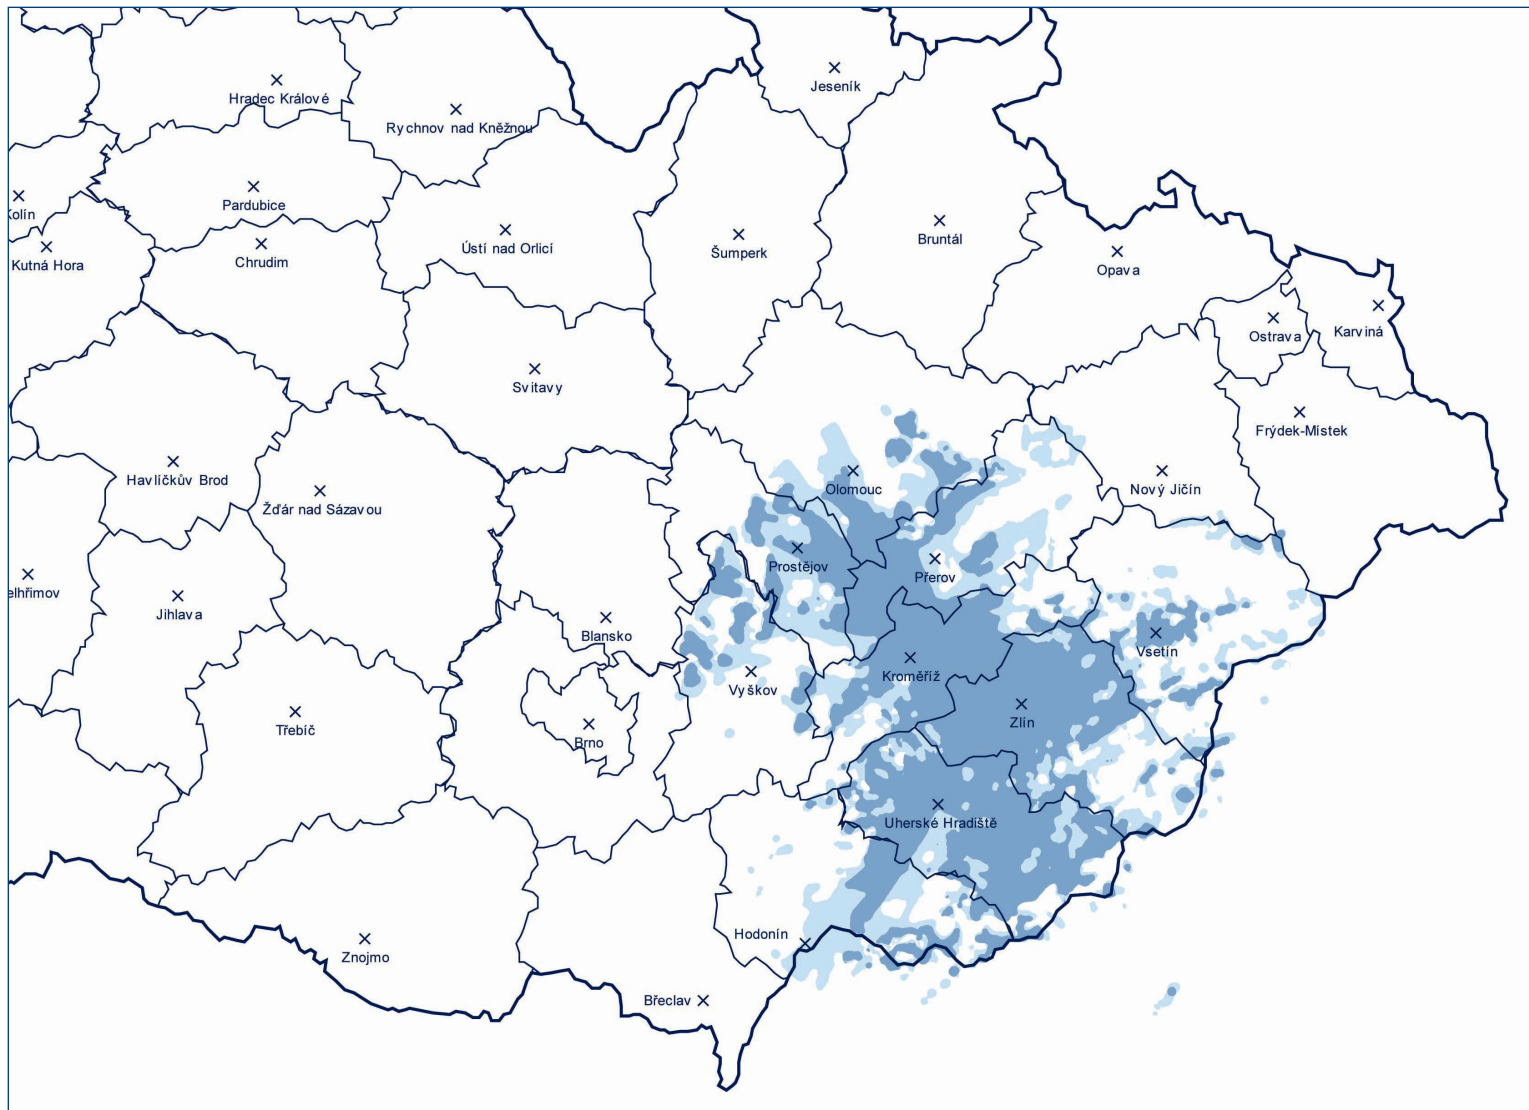 Jeseník
Hradec Králové
Rychnov nad Kněžnou
Pardubice
Kolín
Ústí nad Orlicí
Šumperk
Bruntál
Chrudim
Kutná Hora
Opava
Ostrava
Karviná
Svitavy
Frýdek-Místek
Havlíčkův Brod
Žďár nad Sázavou
Olomouc
Nový Jičín
Prostějov
Přerov
elhřimov
Jihlava
Blansko
Vsetín
Kroměříž
Vyškov
Zlín
Třebíč
Brno
Uherské Hradiště
Hodonín
Znojmo
Břeclav